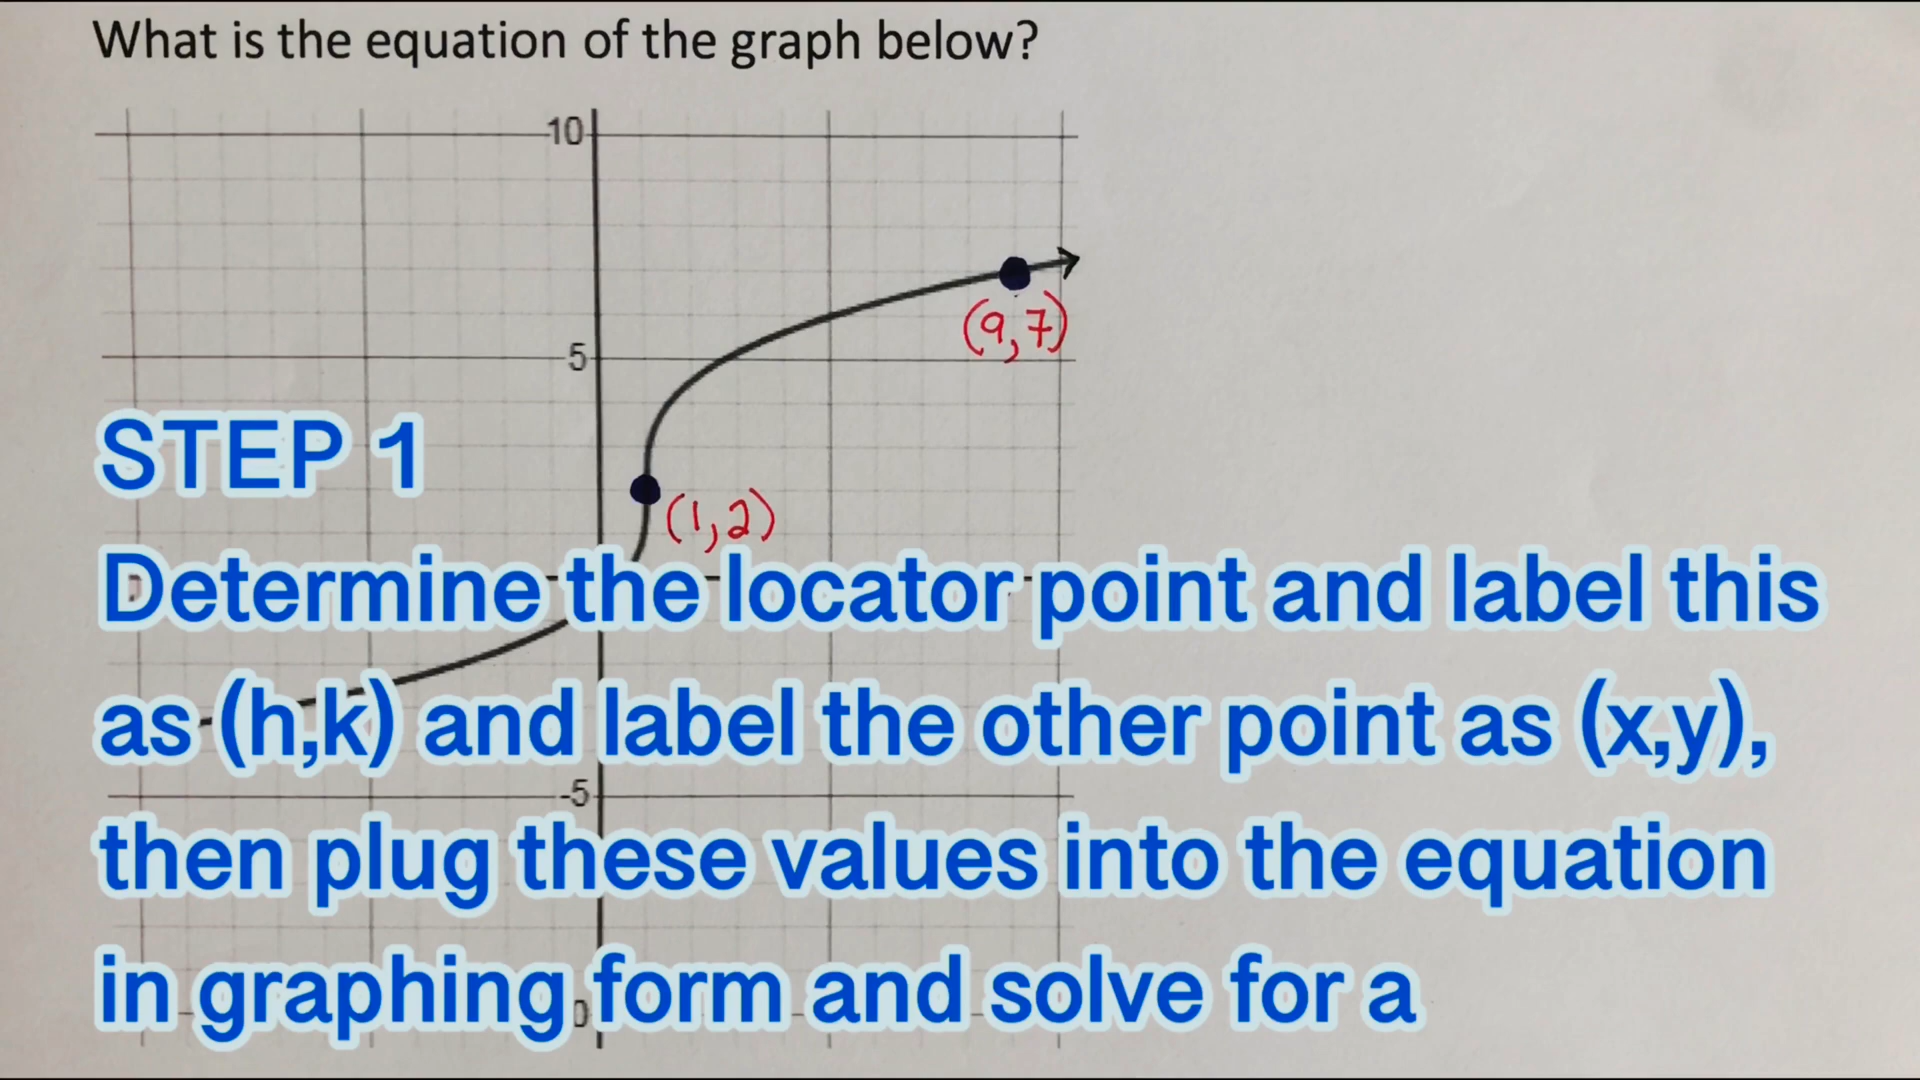 What is the equation of the graph below?
10
(9,7)
5
STEP 1
(1,2)
Determine the locator point and label this
as (h,k) and label the other point as (x,y),
-5
then plug these values into the equation
in graphing form and solve for a